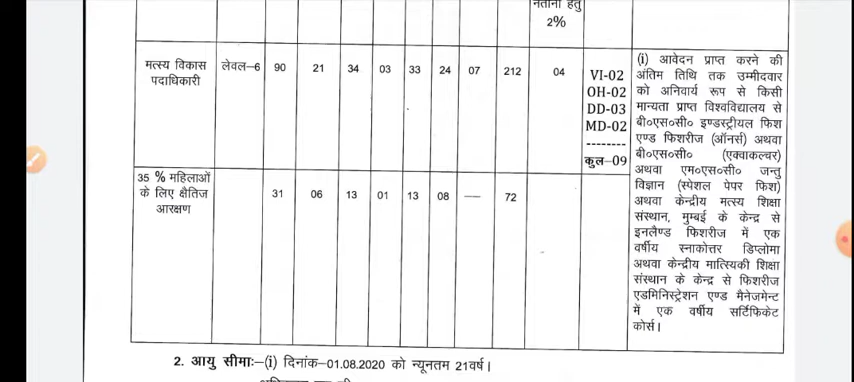 नतीनी हेतु
2%
मत्स्य विकास
पदाधिकारी
लेवल–6
90
21
34
03
33
24
07
212
04
VI-02
OH-02
DD-03
MD-02
--------
कुल–09
(i) आवेदन प्राप्त करने की
अंतिम तिथि तक उम्मीदवार
को अनिवार्य रूप से किसी
मान्यता प्राप्त विश्वविद्यालय से
बी०एस०सी० इण्डस्ट्रीयल फिश
एण्ड फिशरीज (ऑनर्स) अथवा
बी०एस०सी० (एक्वाकल्चर)
अथवा एम०एस०सी० जन्तु
विज्ञान (स्पेशल पेपर फिश)
अथवा केन्द्रीय मत्स्य शिक्षा
संस्थान, मुम्बई के केन्द्र से
इनलैण्ड फिशरीज में एक
वर्षीय स्नाकोत्तर डिप्लोमा
अथवा केन्द्रीय मात्स्यिकी शिक्षा
संस्थान के केन्द्र से फिशरीज
एडमिनिस्ट्रेशन एण्ड मैनेजमेन्ट
में एक वर्षीय सर्टिफिकेट
कोर्स।
35 % महिलाओं
के लिए क्षैतिज
आरक्षण
31
06
13
01
13
08
—
72
2. आयु सीमाः–(i) दिनांक–01.08.2020 को न्यूनतम 21वर्ष।